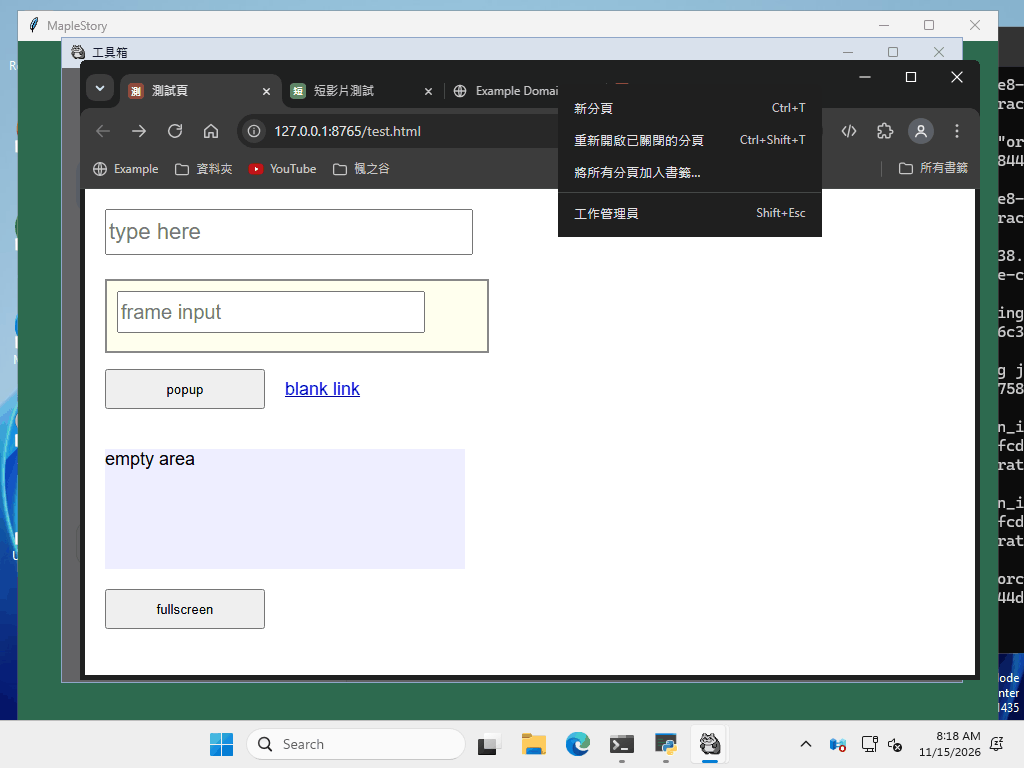 MapleStory
工具箱
測 測試頁
短 短影片測試
Example Domai
127.0.0.1:8765/test.html
Example
資料夾
YouTube
楓之谷
所有書籤
新分頁 Ctrl+T
重新開啟已關閉的分頁 Ctrl+Shift+T
將所有分頁加入書籤...
工作管理員 Shift+Esc
type here
frame input
popup
blank link
empty area
fullscreen
Search
8:18 AM
11/15/2026